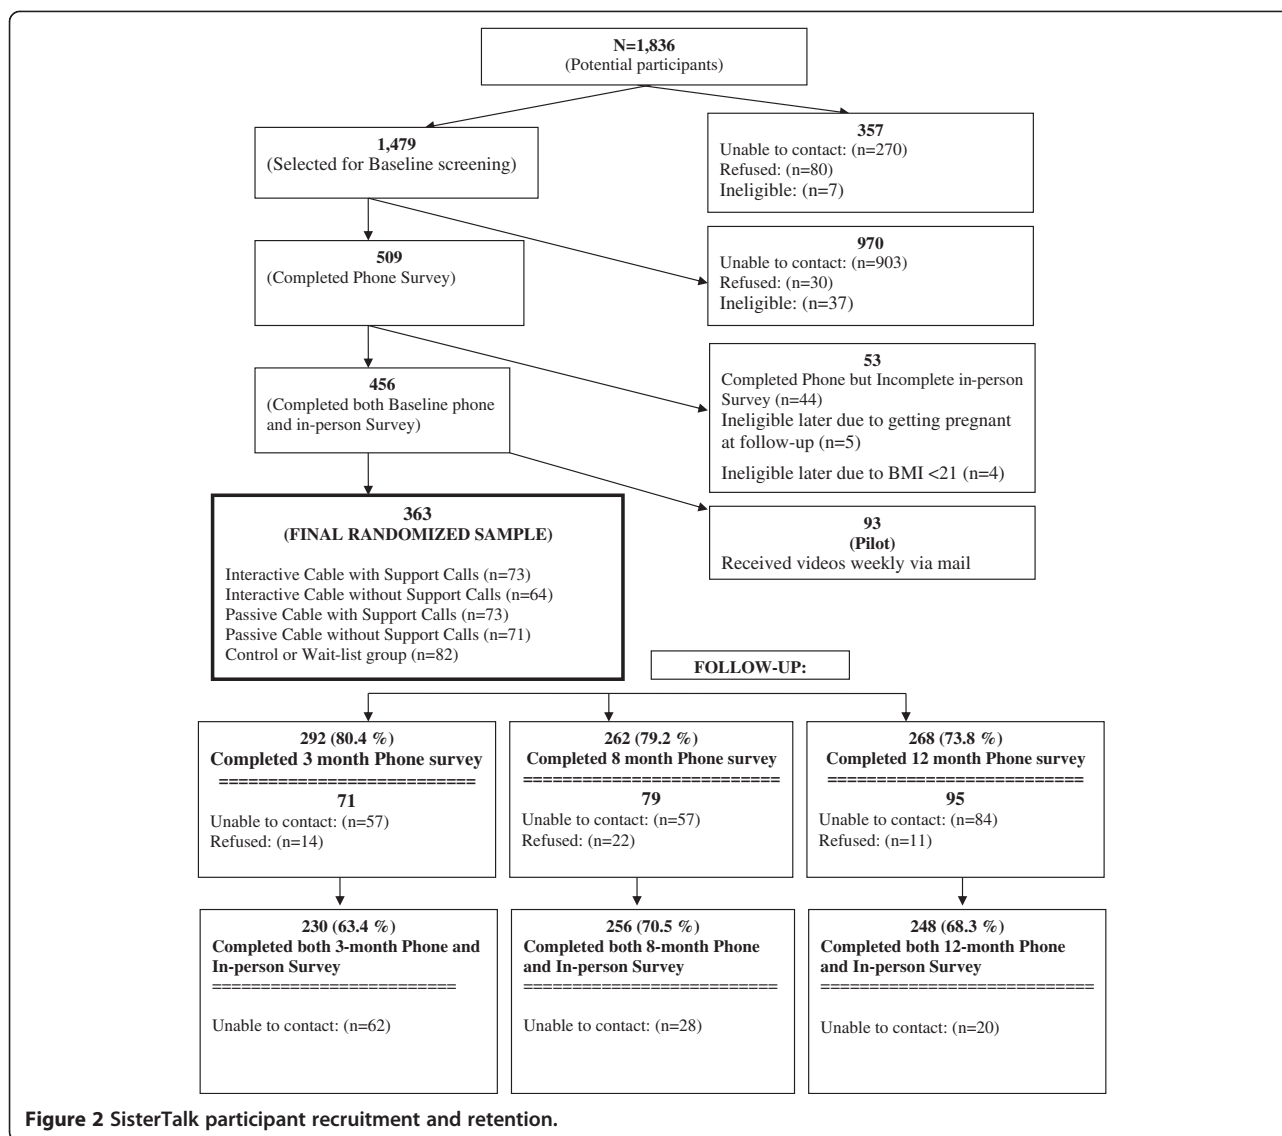 N=1,836
(Potential participants)
1,479
(Selected for Baseline screening)
357
Unable to contact: (n=270)
Refused: (n=80)
Ineligible: (n=7)
509
(Completed Phone Survey)
970
Unable to contact: (n=903)
Refused: (n=30)
Ineligible: (n=37)
456
(Completed both Baseline phone
and in-person Survey)
53
Completed Phone but Incomplete in-person
Survey (n=44)
Ineligible later due to getting pregnant
at follow-up (n=5)
Ineligible later due to BMI <21 (n=4)
363
(FINAL RANDOMIZED SAMPLE)
Interactive Cable with Support Calls (n=73)
Interactive Cable without Support Calls (n=64)
Passive Cable with Support Calls (n=73)
Passive Cable without Support Calls (n=71)
Control or Wait-list group (n=82)
93
(Pilot)
Received videos weekly via mail
FOLLOW-UP:
292 (80.4 %)
Completed 3 month Phone survey
==========================
71
Unable to contact: (n=57)
Refused: (n=14)
262 (79.2 %)
Completed 8 month Phone survey
==========================
79
Unable to contact: (n=57)
Refused: (n=22)
268 (73.8 %)
Completed 12 month Phone survey
==========================
95
Unable to contact: (n=84)
Refused: (n=11)
230 (63.4 %)
Completed both 3-month Phone and
In-person Survey
=========================
Unable to contact: (n=62)
256 (70.5 %)
Completed both 8-month Phone
and In-person Survey
==========================
Unable to contact: (n=28)
248 (68.3 %)
Completed both 12-month Phone
and In-person Survey
============================
Unable to contact: (n=20)
Figure 2 SisterTalk participant recruitment and retention.